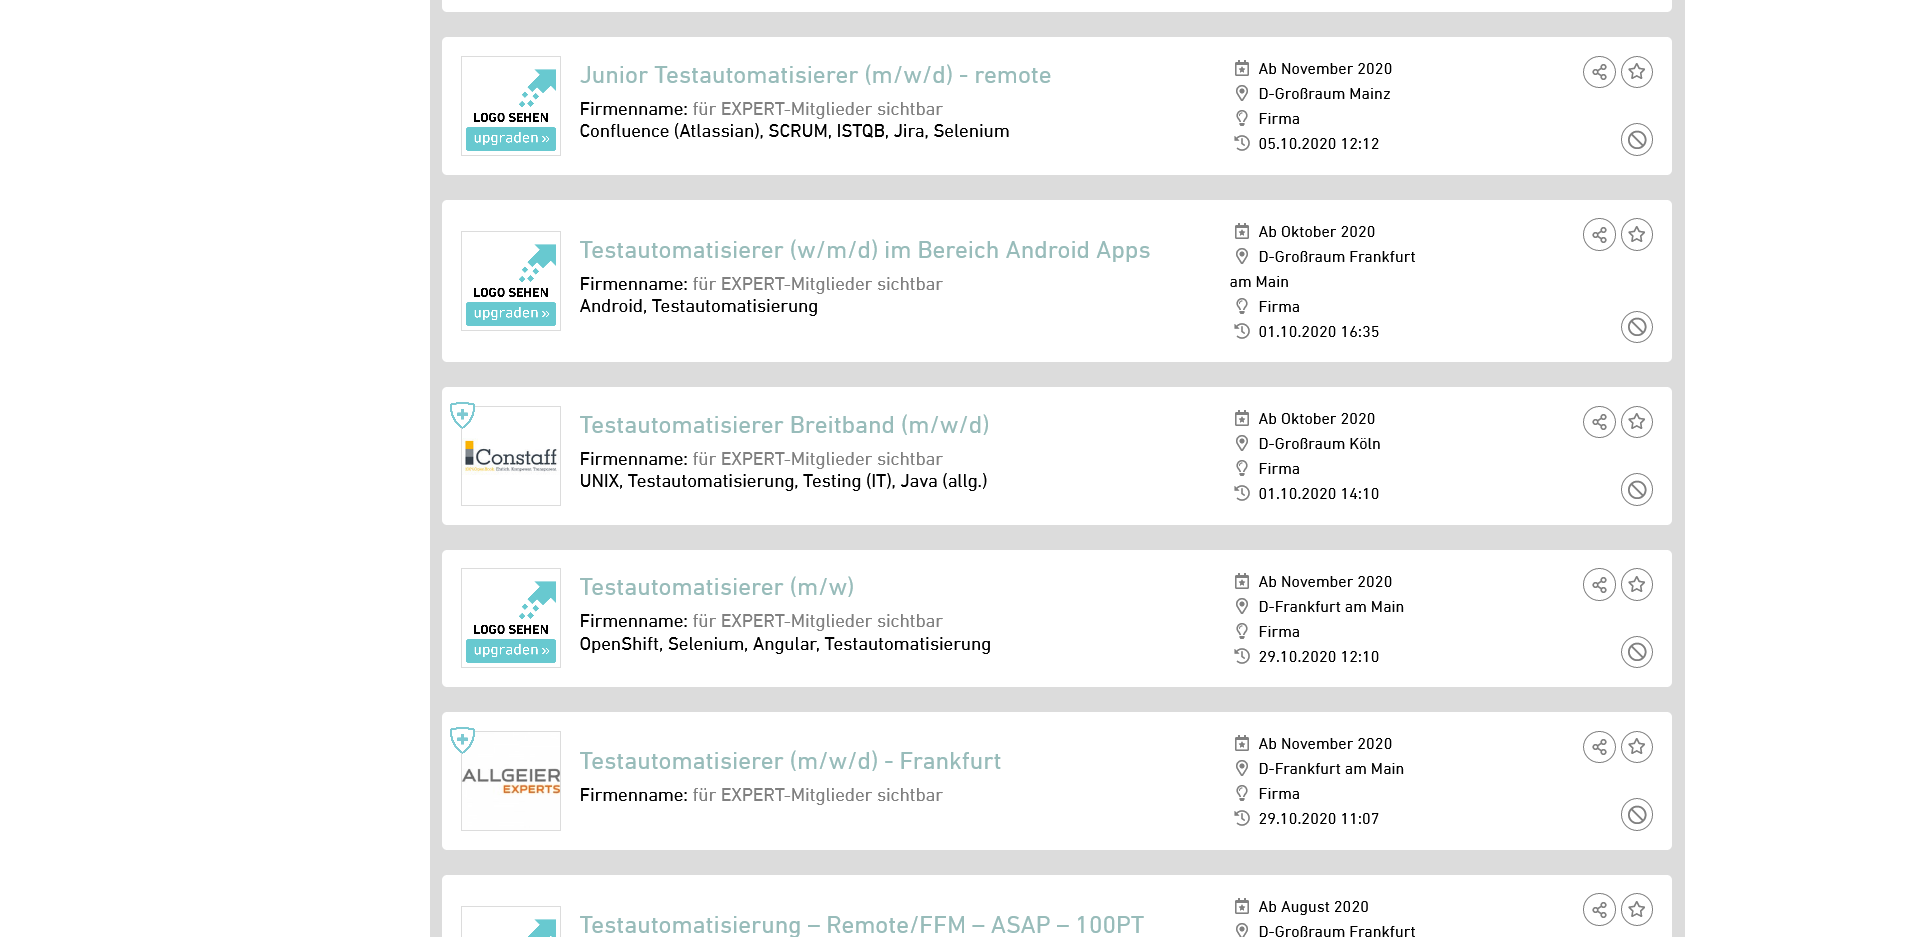 Junior Testautomatisierer (m/w/d) - remote
Firmenname: für EXPERT-Mitglieder sichtbar
Confluence (Atlassian), SCRUM, ISTQB, Jira, Selenium
LOGO SEHEN
upgraden »
Ab November 2020
D-Großraum Mainz
Firma
05.10.2020 12:12
Testautomatisierer (w/m/d) im Bereich Android Apps
Firmenname: für EXPERT-Mitglieder sichtbar
Android, Testautomatisierung
LOGO SEHEN
upgraden »
Ab Oktober 2020
D-Großraum Frankfurt
am Main
Firma
01.10.2020 16:35
Constaff
Testautomatisierer Breitband (m/w/d)
Firmenname: für EXPERT-Mitglieder sichtbar
UNIX, Testautomatisierung, Testing (IT), Java (allg.)
Ab Oktober 2020
D-Großraum Köln
Firma
01.10.2020 14:10
Testautomatisierer (m/w)
Firmenname: für EXPERT-Mitglieder sichtbar
OpenShift, Selenium, Angular, Testautomatisierung
LOGO SEHEN
upgraden »
Ab November 2020
D-Frankfurt am Main
Firma
29.10.2020 12:10
ALLGEIER
EXPERTS
Testautomatisierer (m/w/d) - Frankfurt
Firmenname: für EXPERT-Mitglieder sichtbar
Ab November 2020
D-Frankfurt am Main
Firma
29.10.2020 11:07
Testautomatisierung – Remote/FFM – ASAP – 100PT
Ab August 2020
D-Großraum Frankfurt